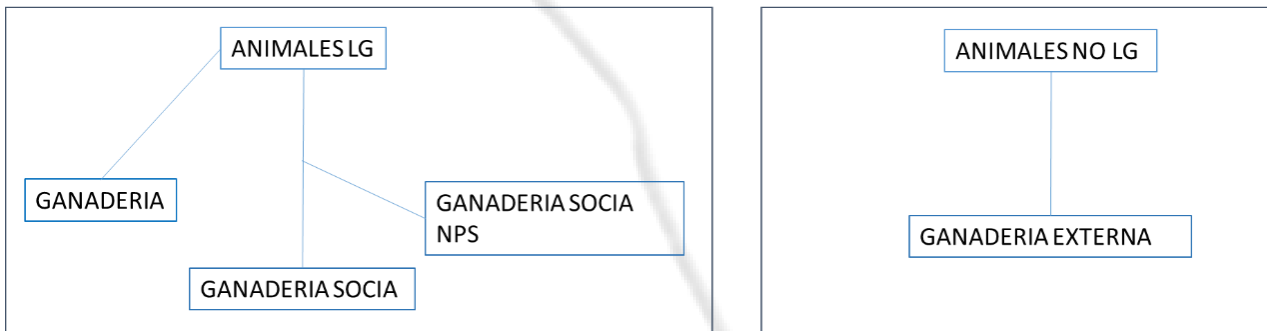 ANIMALES LG
GANADERIA
GANADERIA SOCIA
NPS
GANADERIA SOCIA
ANIMALES NO LG
GANADERIA EXTERNA